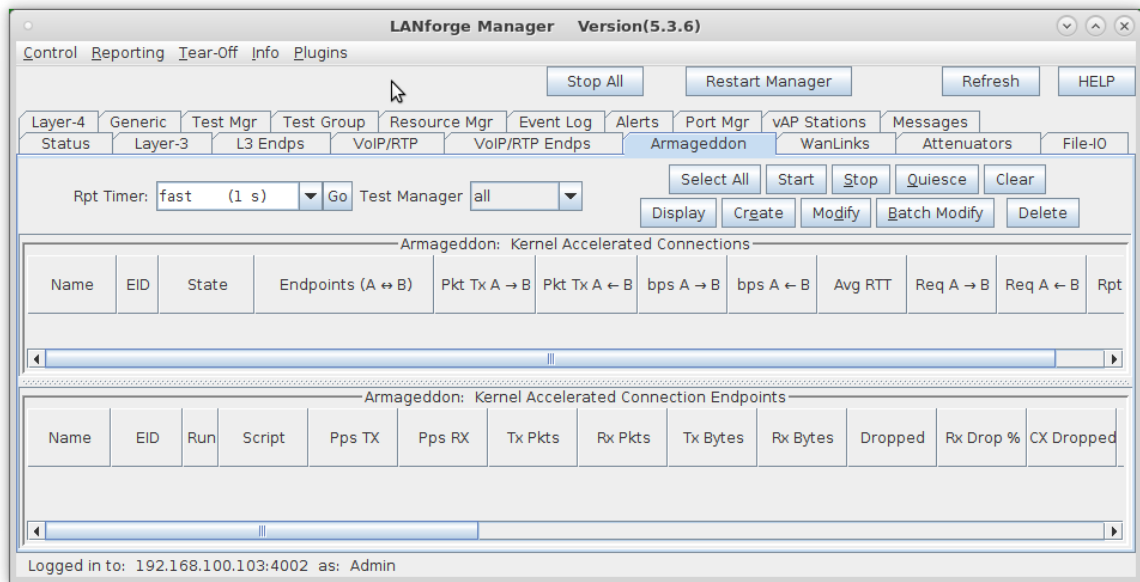 LANforge Manager Version(5.3.6)
Control Reporting Tear-Off Info Plugins
Stop All Restart Manager Refresh HELP
Layer-4 Generic Test Mgr Test Group Resource Mgr Event Log Alerts Port Mgr vAP Stations Messages
Status Layer-3 L3 Endps VoIP/RTP VoIP/RTP Endps Armageddon WanLinks Attenuators File-IO
Select All Start Stop Quiesce Clear
Rpt Timer: fast (1 s) Go Test Manager all
Display Create Modify Batch Modify Delete
Armageddon: Kernel Accelerated Connections
Name EID State Endpoints (A ↔ B) Pkt Tx A → B Pkt Tx A ← B bps A → B bps A ← B Avg RTT Req A → B Req A ← B Rpt
Armageddon: Kernel Accelerated Connection Endpoints
Name EID Run Script Pps TX Pps RX Tx Pkts Rx Pkts Tx Bytes Rx Bytes Dropped Rx Drop % CX Dropped
Logged in to: 192.168.100.103:4002 as: Admin